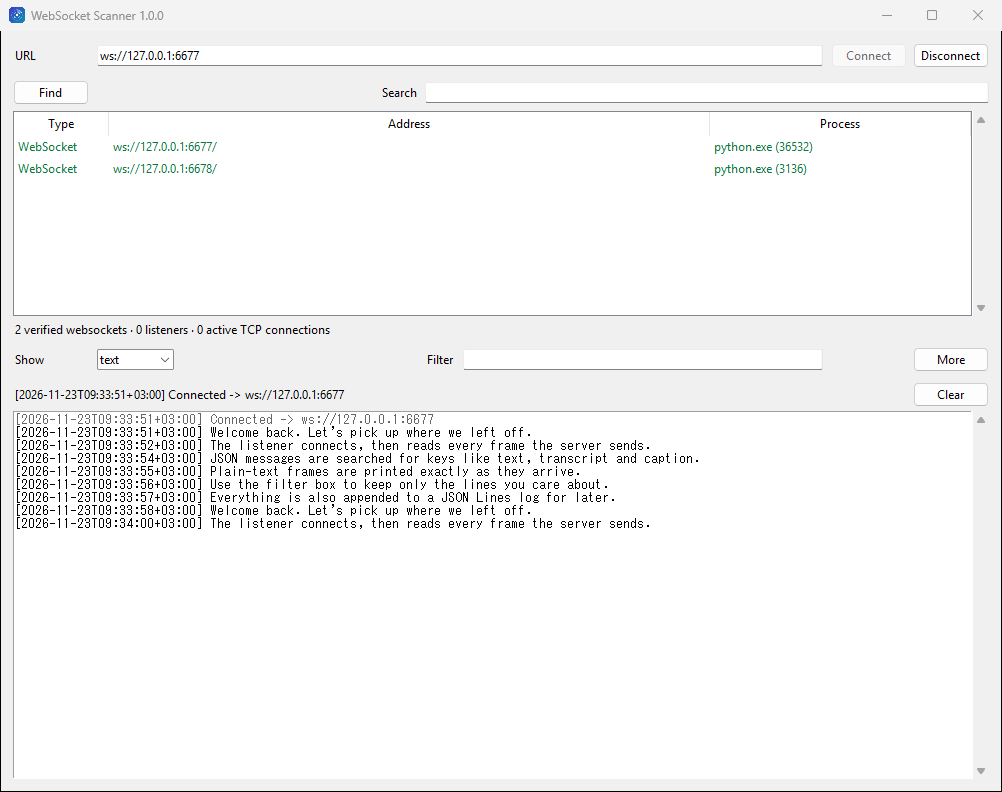 WebSocket Scanner 1.0.0
URL ws://127.0.0.1:6677 Connect Disconnect
Find Search
Type Address Process
WebSocket ws://127.0.0.1:6677/ python.exe (36532)
WebSocket ws://127.0.0.1:6678/ python.exe (3136)
2 verified websockets · 0 listeners · 0 active TCP connections
Show text Filter More
[2026-11-23T09:33:51+03:00] Connected -> ws://127.0.0.1:6677 Clear
[2026-11-23T09:33:51+03:00] Connected -> ws://127.0.0.1:6677
[2026-11-23T09:33:51+03:00] Welcome back. Let's pick up where we left off.
[2026-11-23T09:33:52+03:00] The listener connects, then reads every frame the server sends.
[2026-11-23T09:33:54+03:00] JSON messages are searched for keys like text, transcript and caption.
[2026-11-23T09:33:55+03:00] Plain-text frames are printed exactly as they arrive.
[2026-11-23T09:33:56+03:00] Use the filter box to keep only the lines you care about.
[2026-11-23T09:33:57+03:00] Everything is also appended to a JSON Lines log for later.
[2026-11-23T09:33:58+03:00] Welcome back. Let's pick up where we left off.
[2026-11-23T09:34:00+03:00] The listener connects, then reads every frame the server sends.